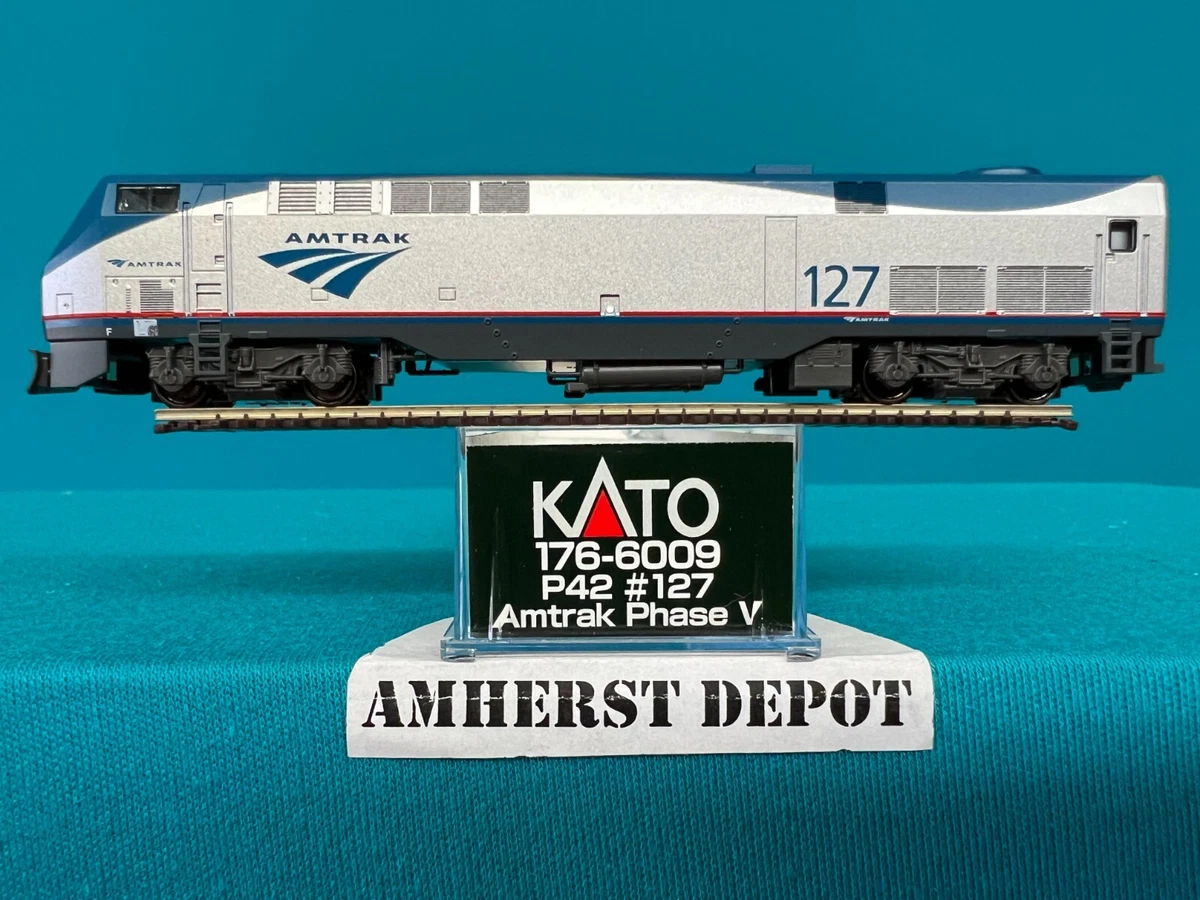 AMTRAK
AMTRAK
127
AMTRAK
F
KATO
176-6009
P42 #127
Amtrak Phase V
AMHERST DEPOT